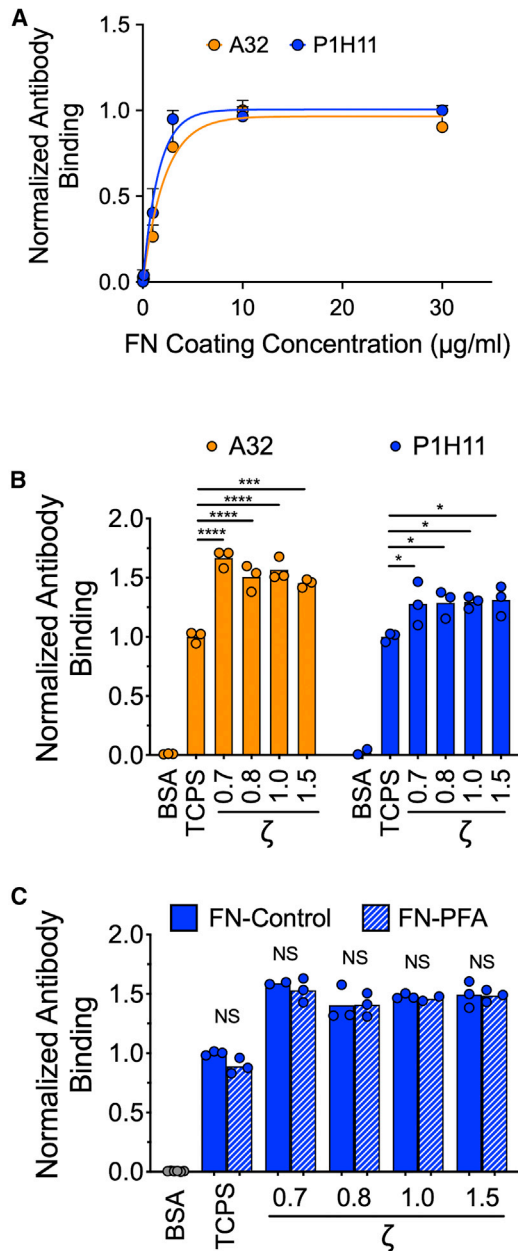 A
A32 P1H11
1.5
1.0
0.5
0.0
Normalized Antibody
Binding
0 10 20 30
FN Coating Concentration (µg/ml)
A32 P1H11
B
***
****
****
****
*
*
*
*
2.0
1.5
1.0
0.5
0.0
Normalized Antibody
Binding
BSA TCPS 0.7 0.8 1.0 1.5 BSA TCPS 0.7 0.8 1.0 1.5
ζ ζ
C
FN-Control FN-PFA
2.0
1.5
1.0
0.5
0.0
Normalized Antibody
Binding
NS NS NS NS NS
BSA TCPS 0.7 0.8 1.0 1.5
ζ